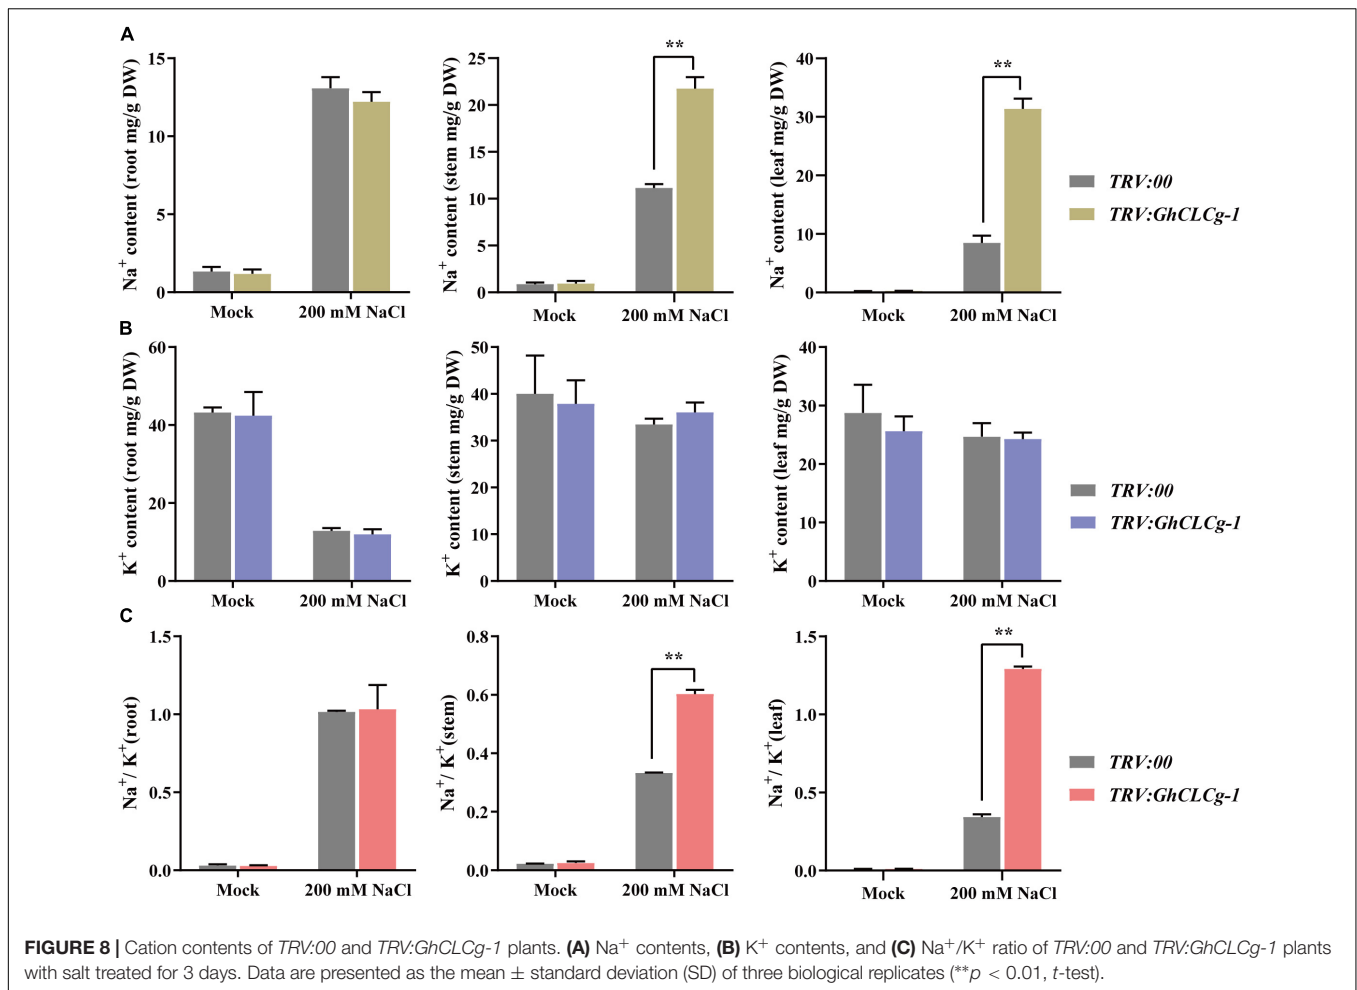 A
Na⁺ content (root mg/g DW)
15
10
5
0
Mock
200 mM NaCl
Na⁺ content (stem mg/g DW)
25
20
15
10
5
0
**
Mock
200 mM NaCl
Na⁺ content (leaf mg/g DW)
40
30
20
10
0
**
Mock
200 mM NaCl
TRV:00
TRV:GhCLCg-1
B
K⁺ content (root mg/g DW)
60
40
20
0
Mock
200 mM NaCl
K⁺ content (stem mg/g DW)
50
40
30
20
10
0
Mock
200 mM NaCl
K⁺ content (leaf mg/g DW)
40
30
20
10
0
Mock
200 mM NaCl
TRV:00
TRV:GhCLCg-1
C
Na⁺/ K⁺(root)
1.5
1.0
0.5
0.0
Mock
200 mM NaCl
Na⁺/ K⁺(stem)
0.8
0.6
0.4
0.2
0.0
**
Mock
200 mM NaCl
Na⁺/ K⁺(leaf)
1.5
1.0
0.5
0.0
**
Mock
200 mM NaCl
TRV:00
TRV:GhCLCg-1
FIGURE 8 | Cation contents of TRV:00 and TRV:GhCLCg-1 plants. (A) Na⁺ contents, (B) K⁺ contents, and (C) Na⁺/K⁺ ratio of TRV:00 and TRV:GhCLCg-1 plants
with salt treated for 3 days. Data are presented as the mean ± standard deviation (SD) of three biological replicates (**p < 0.01, t-test).